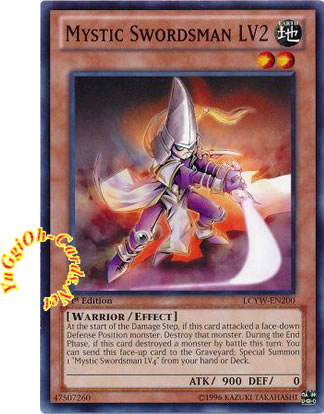 MYSTIC SWORDSMAN LV2
EARTH
地
YuGgiOh-Cards.Net
1st Edition
LCYW-EN200
[WARRIOR / EFFECT]
At the start of the Damage Step, if this card attacked a face-down
Defense Position monster: Destroy that monster. During the End
Phase, if this card destroyed a monster by battle this turn: You
can send this face-up card to the Graveyard; Special Summon
1 "Mystic Swordsman LV4" from your hand or Deck.
ATK/ 900 DEF/ 0
47507260
©1996 KAZUKI TAKAHASHI